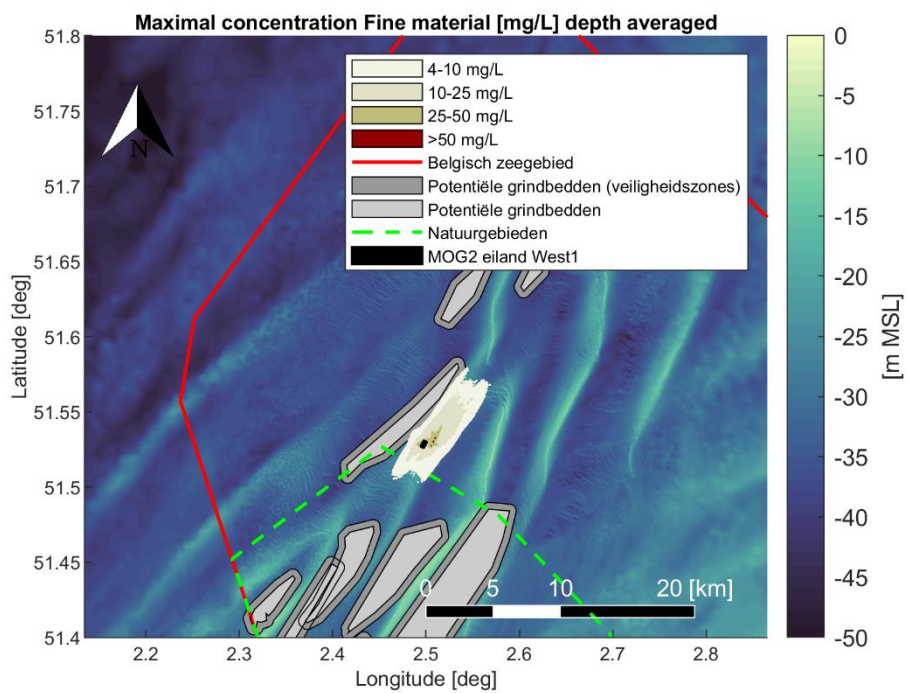 Maximal concentration Fine material [mg/L] depth averaged
51.8
51.75
51.7
51.65
51.6
51.55
51.5
51.45
51.4
Latitude [deg]
N
4-10 mg/L
10-25 mg/L
25-50 mg/L
>50 mg/L
Belgisch zeegebied
Potentiële grindbedden (veiligheidszones)
Potentiële grindbedden
Natuurgebieden
MOG2 eiland West1
0 5 10 20 [km]
2.2 2.3 2.4 2.5 2.6 2.7 2.8
Longitude [deg]
0
-5
-10
-15
-20
-25
-30
-35
-40
-45
-50
[m MSL]